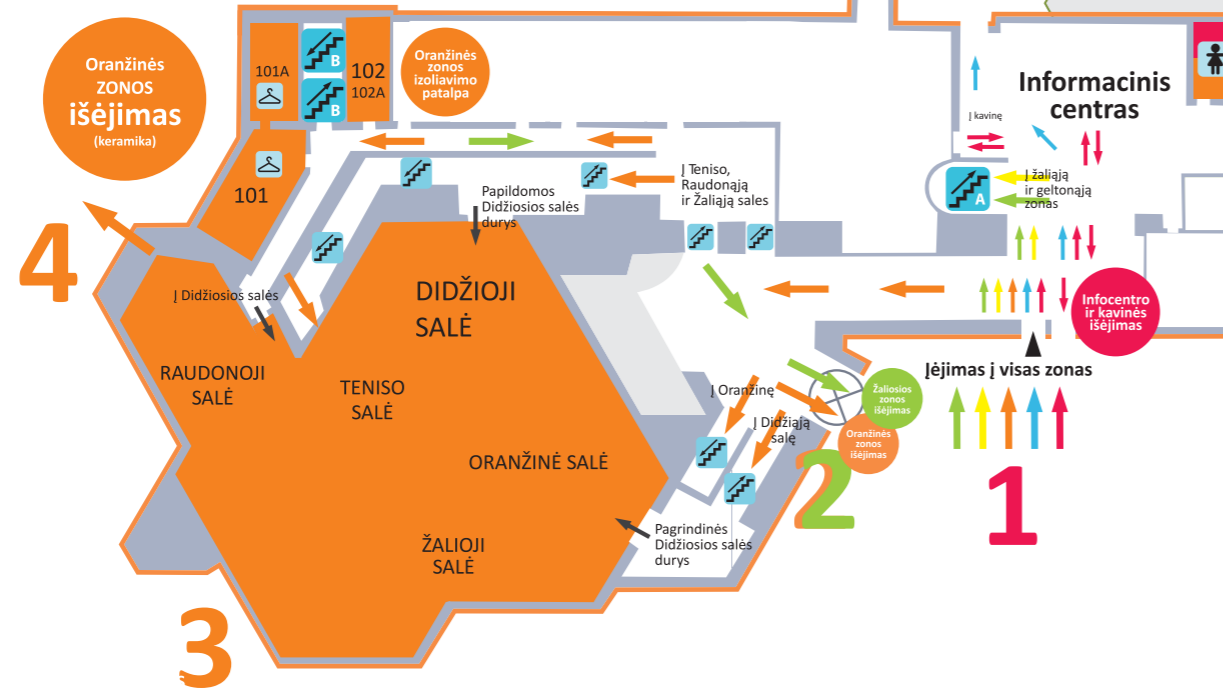 Oranžinės
ZONOS
išėjimas
(keramika)
101A
B
B
102
102A
Oranžinės
zonos
izoliavimo
patalpa
101
4
Į Didžiosios salės
Papildomos
Didžiosios salės
durys
Į Teniso,
Raudonąją
ir Žaliąją sales
Informacinis
centras
Į kavinę
A
Į žaliąją
ir geltonąją
zonas
DIDŽIOJI
SALĖ
RAUDONOJI
SALĖ
TENISO
SALĖ
ORANŽINĖ SALĖ
ŽALIOJI
SALĖ
Infocentro
ir kavinės
išėjimas
Įėjimas į visas zonas
Į Oranžinę
Į Didžiąją
salę
Žaliosios
zonos
išėjimas
Oranžinės
zonos
išėjimas
2
1
Pagrindinės
Didžiosios salės
durys
3